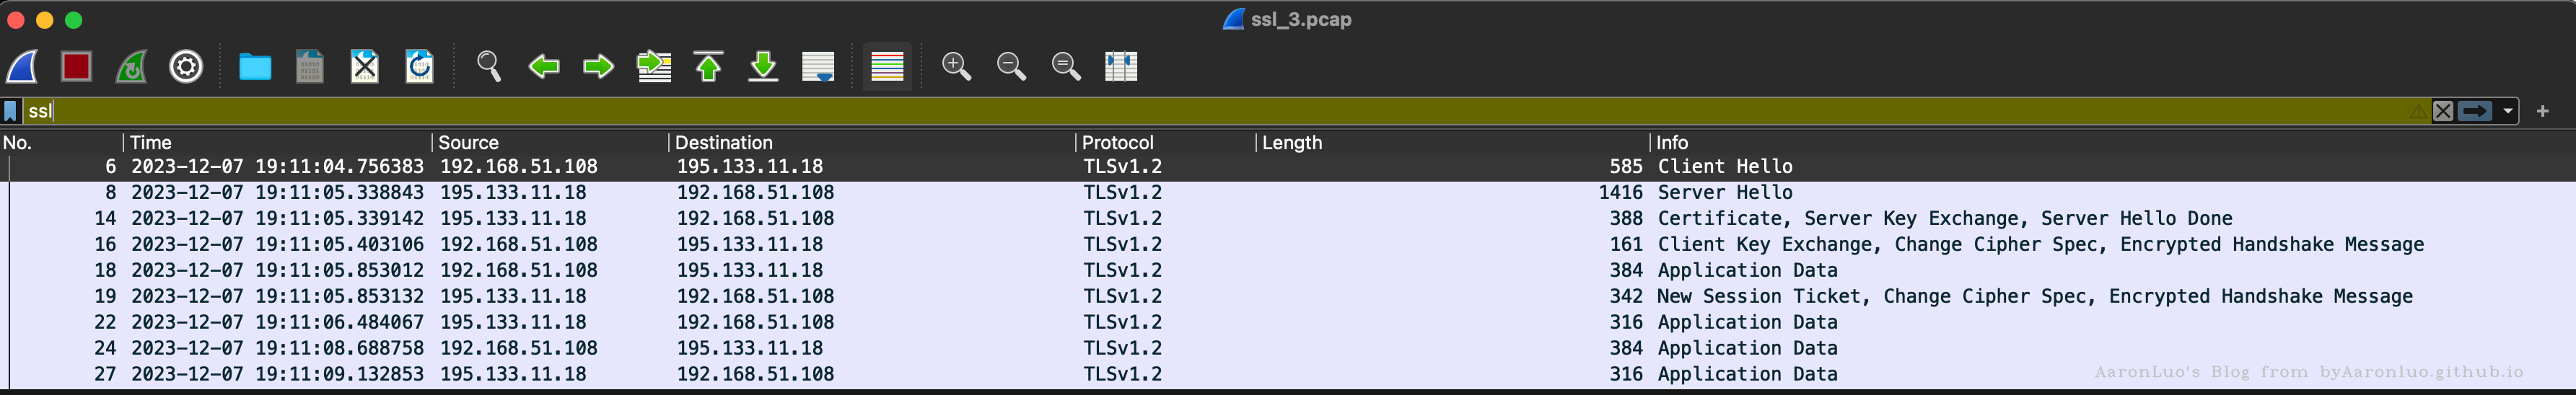 ssl_3.pcap
ssl
No. Time Source Destination Protocol Length Info
6 2023-12-07 19:11:04.756383 192.168.51.108 195.133.11.18 TLSv1.2 585 Client Hello
8 2023-12-07 19:11:05.338843 195.133.11.18 192.168.51.108 TLSv1.2 1416 Server Hello
14 2023-12-07 19:11:05.339142 195.133.11.18 192.168.51.108 TLSv1.2 388 Certificate, Server Key Exchange, Server Hello Done
16 2023-12-07 19:11:05.403106 192.168.51.108 195.133.11.18 TLSv1.2 161 Client Key Exchange, Change Cipher Spec, Encrypted Handshake Message
18 2023-12-07 19:11:05.853012 192.168.51.108 195.133.11.18 TLSv1.2 384 Application Data
19 2023-12-07 19:11:05.853132 195.133.11.18 192.168.51.108 TLSv1.2 342 New Session Ticket, Change Cipher Spec, Encrypted Handshake Message
22 2023-12-07 19:11:06.484067 195.133.11.18 192.168.51.108 TLSv1.2 316 Application Data
24 2023-12-07 19:11:08.688758 192.168.51.108 195.133.11.18 TLSv1.2 384 Application Data
27 2023-12-07 19:11:09.132853 195.133.11.18 192.168.51.108 TLSv1.2 316 Application Data
AaronLuo's Blog from byAaronluo.github.io